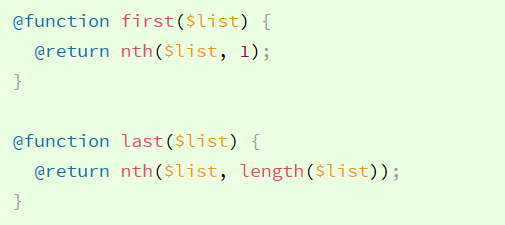 @function first($list) {
  @return nth($list, 1);
}

@function last($list) {
  @return nth($list, length($list));
}